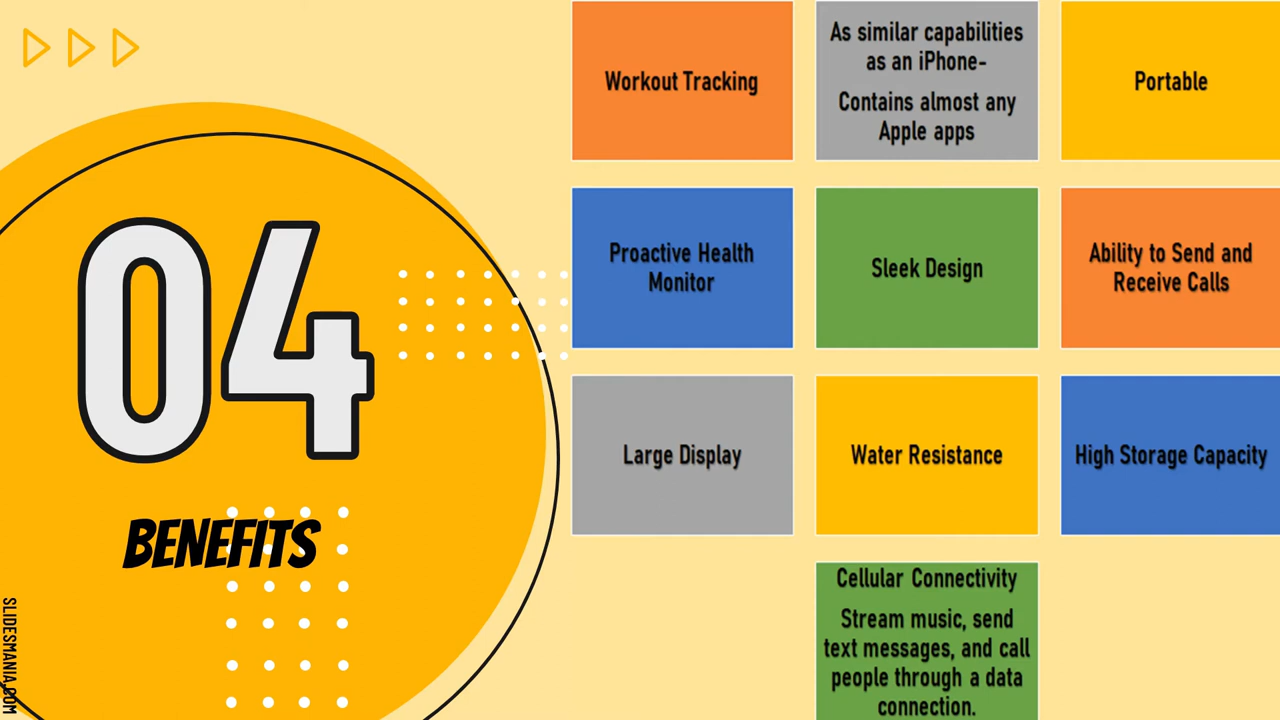 04
BENEFITS
Workout Tracking
As similar capabilities
as an iPhone-
Contains almost any
Apple apps
Portable
Proactive Health
Monitor
Sleek Design
Ability to Send and
Receive Calls
Large Display
Water Resistance
High Storage Capacity
Cellular Connectivity
Stream music, send
text messages, and call
people through a data
connection.
SLIDESMANIA.COM